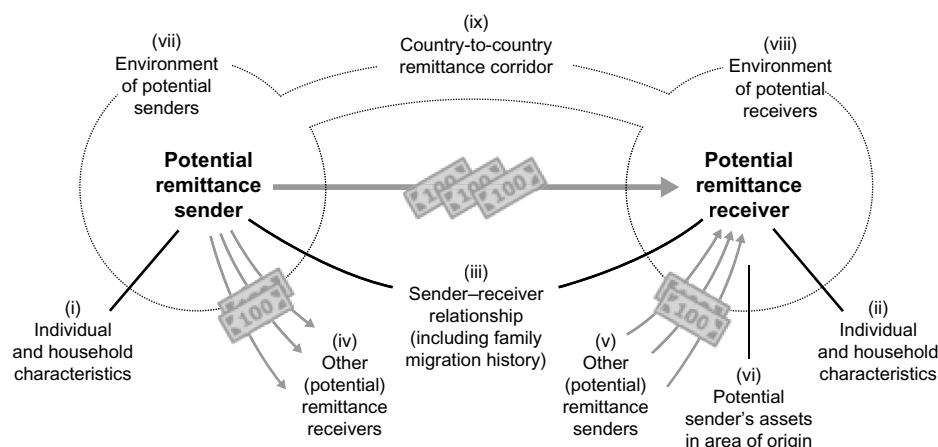 (ix)
Country-to-country
remittance corridor
(vii)
Environment
of potential
senders
(viii)
Environment
of potential
receivers
Potential
remittance
sender
100
100
100
Potential
remittance
receiver
(i)
Individual
and household
characteristics
100
(iv)
Other
(potential)
remittance
receivers
(iii)
Sender–receiver
relationship
(including family
migration history)
100
(v)
Other
(potential)
remittance
senders
(vi)
Potential
sender's assets
in area of origin
(ii)
Individual
and household
characteristics